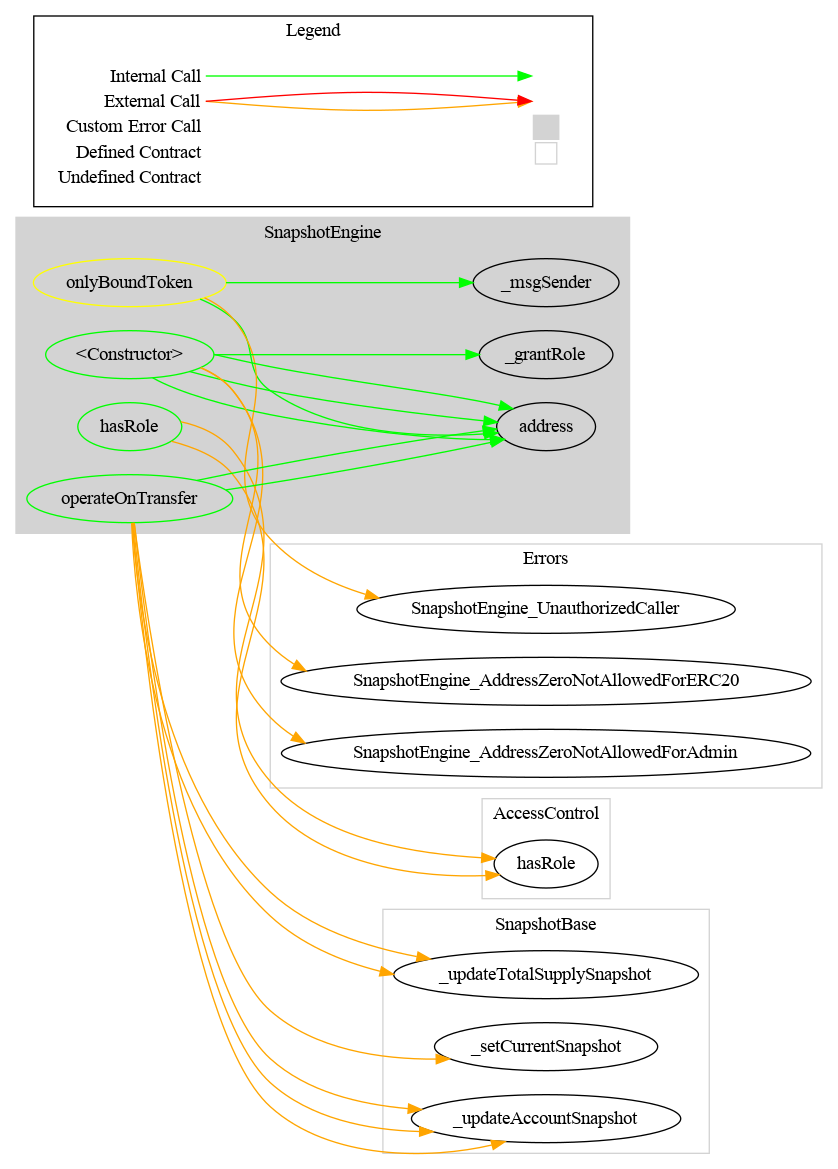 Legend
Internal Call
External Call
Custom Error Call
Defined Contract
Undefined Contract
SnapshotEngine
onlyBoundToken
_msgSender
<Constructor>
_grantRole
hasRole
address
operateOnTransfer
Errors
SnapshotEngine_UnauthorizedCaller
SnapshotEngine_AddressZeroNotAllowedForERC20
SnapshotEngine_AddressZeroNotAllowedForAdmin
AccessControl
hasRole
SnapshotBase
_updateTotalSupplySnapshot
_setCurrentSnapshot
_updateAccountSnapshot